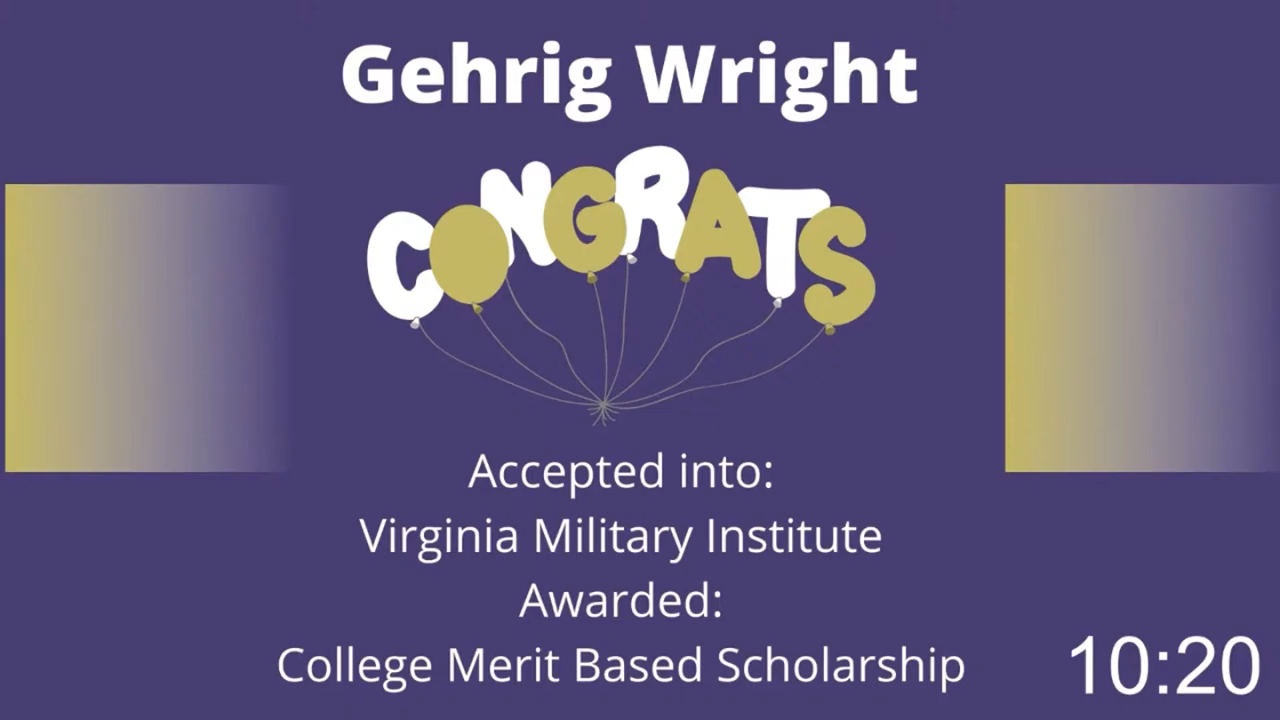 Gehrig Wright
CONGRATS
Accepted into:
Virginia Military Institute
Awarded:
College Merit Based Scholarship
10:20